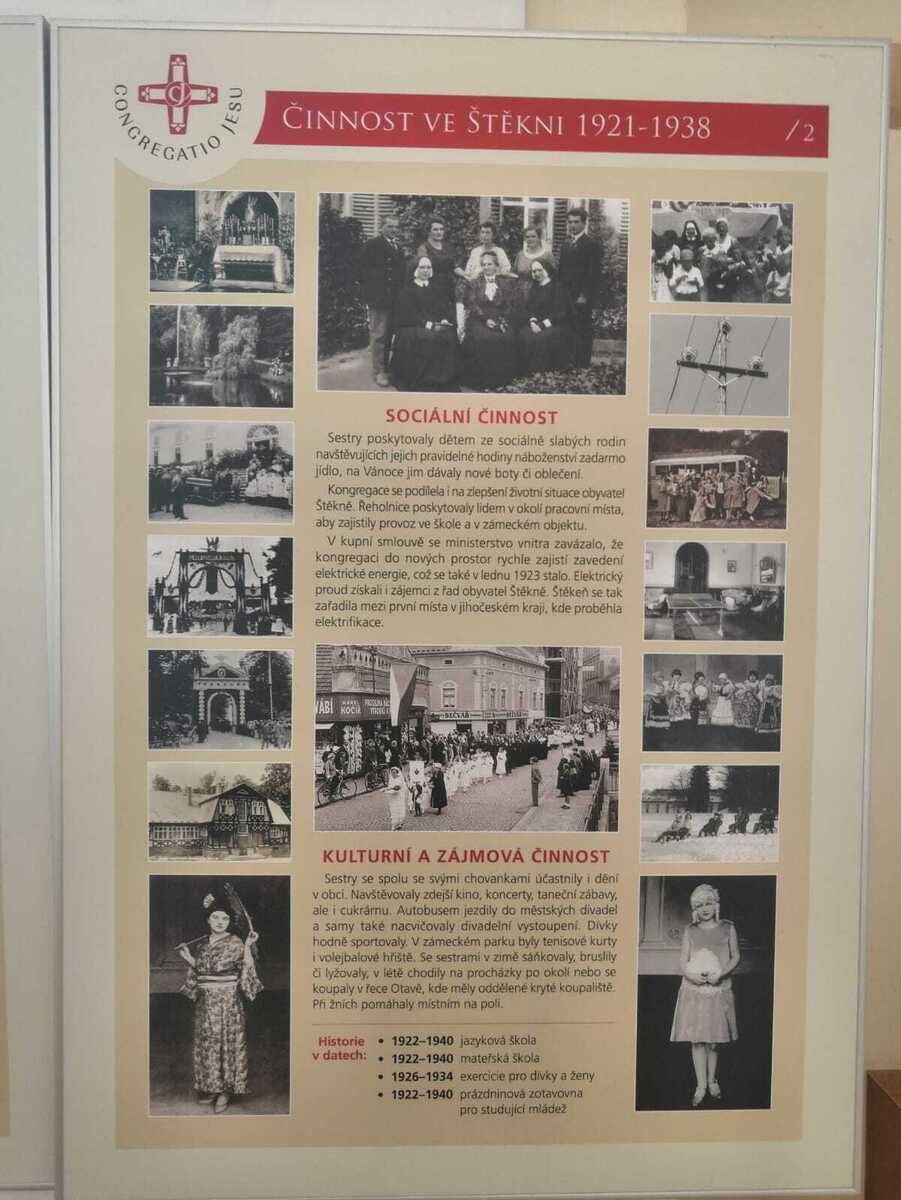 CONGREGATIO JESU
ČINNOST VE ŠTĚKNI 1921-1938
/2
SOCIÁLNÍ ČINNOST
Sestry poskytovaly dětem ze sociálně slabých rodin
navštěvujících jejich pravidelné hodiny náboženství zadarmo
jídlo, na Vánoce jim dávaly nové boty či oblečení.
Kongregace se podílela i na zlepšení životní situace obyvatel
Štěkně. Řeholnice poskytovaly lidem v okolí pracovní místa,
aby zajistily provoz ve škole a v zámeckém objektu.
V kupní smlouvě se ministerstvo vnitra zavázalo, že
kongregaci do nových prostor rychle zajistí zavedení
elektrické energie, což se také v lednu 1923 stalo. Elektrický
proud získali i zájemci z řad obyvatel Štěkně. Štěkeň se tak
zařadila mezi první místa v jihočeském kraji, kde proběhla
elektrifikace.
KOČÍR
BEČVÁŘ
BEČVÁŘ
KULTURNÍ A ZÁJMOVÁ ČINNOST
Sestry se spolu se svými chovankami účastnily i dění
v obci. Navštěvovaly zdejší kino, koncerty, taneční zábavy,
ale i cukrárnu. Autobusem jezdily do městských divadel
a samy také nacvičovaly divadelní vystoupení. Dívky
hodně sportovaly. V zámeckém parku byly tenisové kurty
i volejbalové hřiště. Se sestrami v zimě sáňkovaly, bruslily
či lyžovaly, v létě chodily na procházky po okolí nebo se
koupaly v řece Otavě, kde měly oddělené kryté koupaliště.
Při žních pomáhaly místním na poli.
Historie
v datech:
• 1922–1940 jazyková škola
• 1922–1940 mateřská škola
• 1926–1934 exercicie pro dívky a ženy
• 1922–1940 prázdninová zotavovna
pro studující mládež